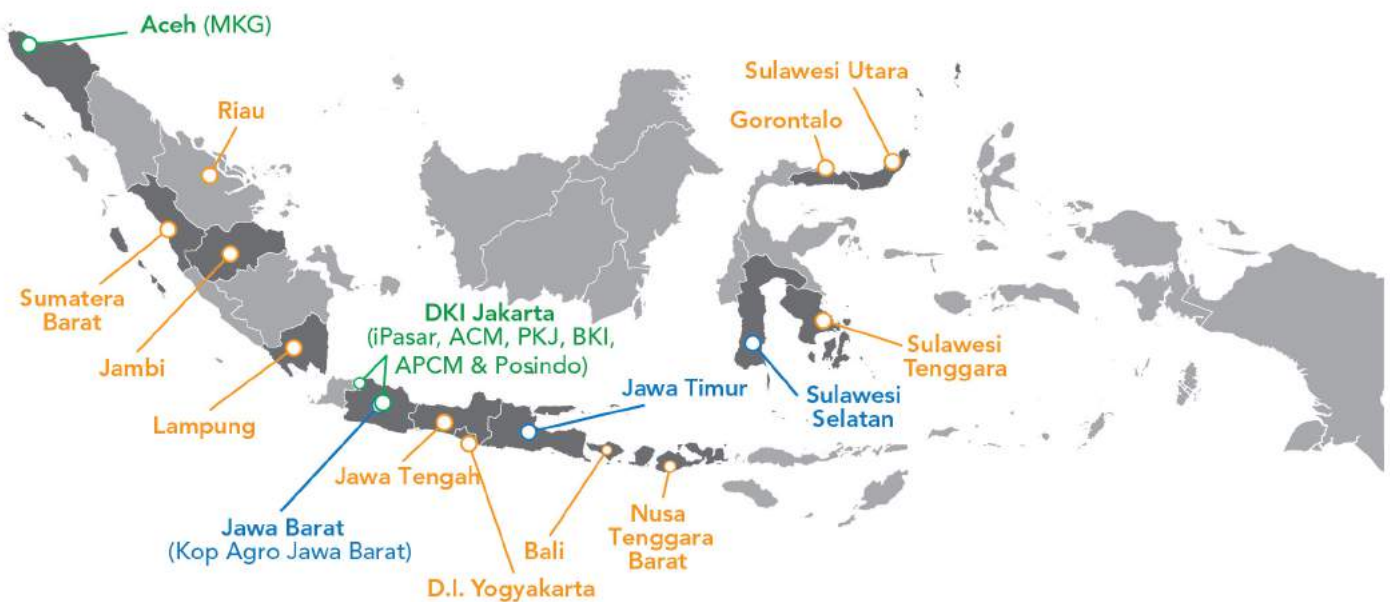 Aceh (MKG)
Riau
Sumatera
Barat
Jambi
Lampung
DKI Jakarta
(iPasar, ACM, PKJ, BKI,
APCM & Posindo)
Jawa Barat
(Kop Agro Jawa Barat)
Jawa Tengah
D.I. Yogyakarta
Jawa Timur
Bali
Nusa
Tenggara
Barat
Sulawesi Utara
Gorontalo
Sulawesi
Tenggara
Sulawesi
Selatan